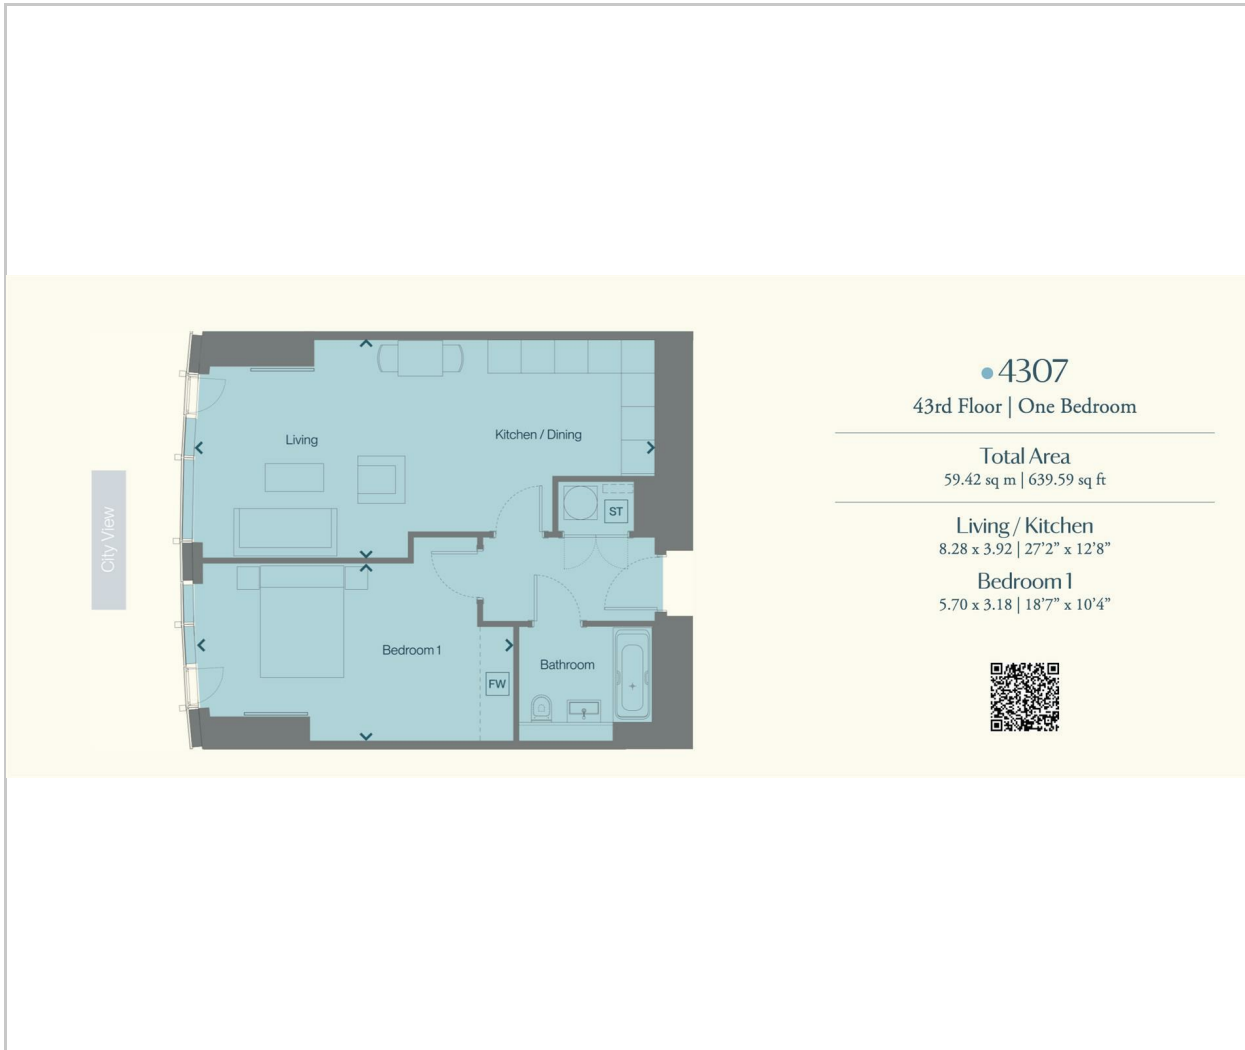 City View
Living
Kitchen / Dining
ST
Bedroom 1
FW
Bathroom
4307
43rd Floor | One Bedroom
Total Area
59.42 sq m | 639.59 sq ft
Living / Kitchen
8.28 x 3.92 | 27’2” x 12’8”
Bedroom 1
5.70 x 3.18 | 18’7” x 10’4”